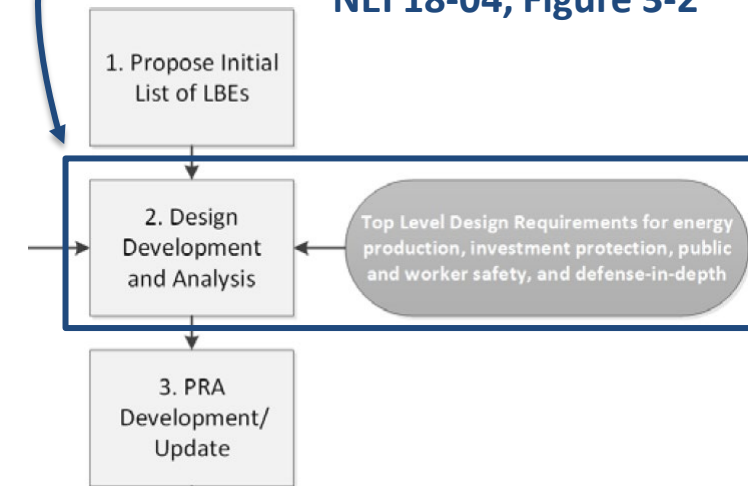 NEI 18-04, Figure 3-2
1. Propose Initial
List of LBEs
2. Design
Development
and Analysis
Top Level Design Requirements for energy
production, investment protection, public
and worker safety, and defense-in-depth
3. PRA
Development/
Update